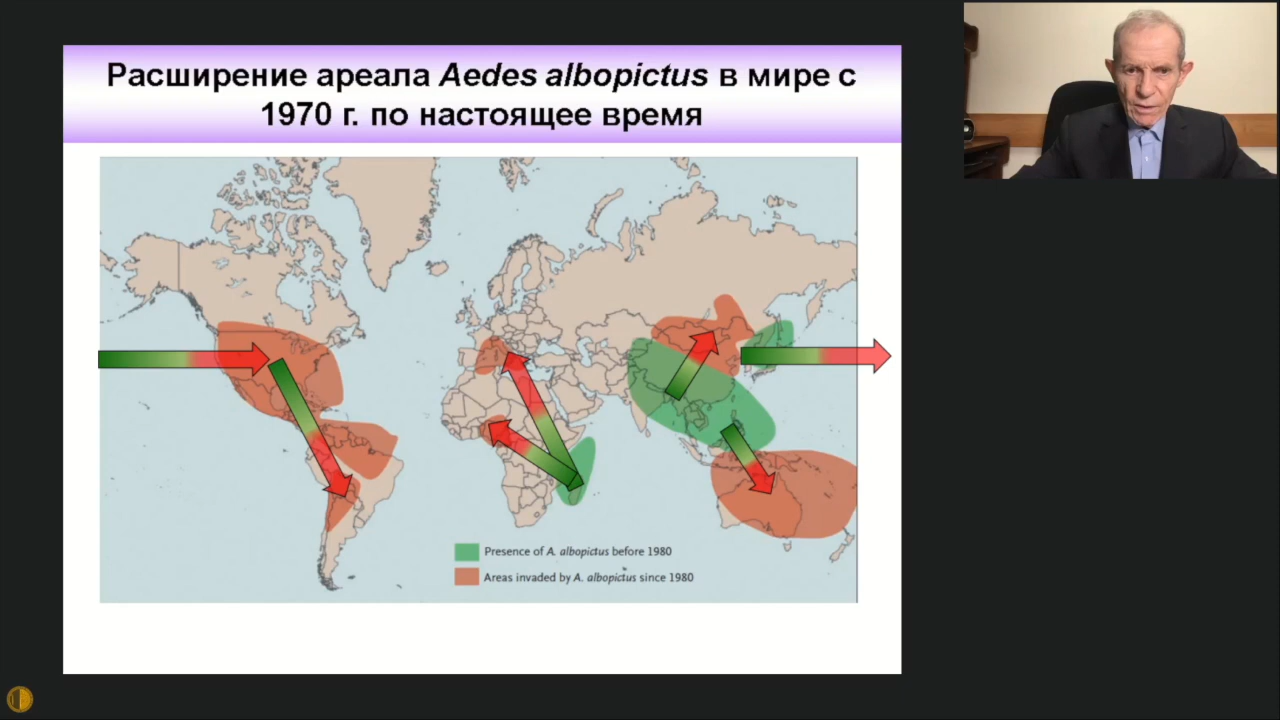 Расширение ареала Aedes albopictus в мире с
1970 г. по настоящее время
Presence of A. albopictus before 1980
Areas invaded by A. albopictus since 1980